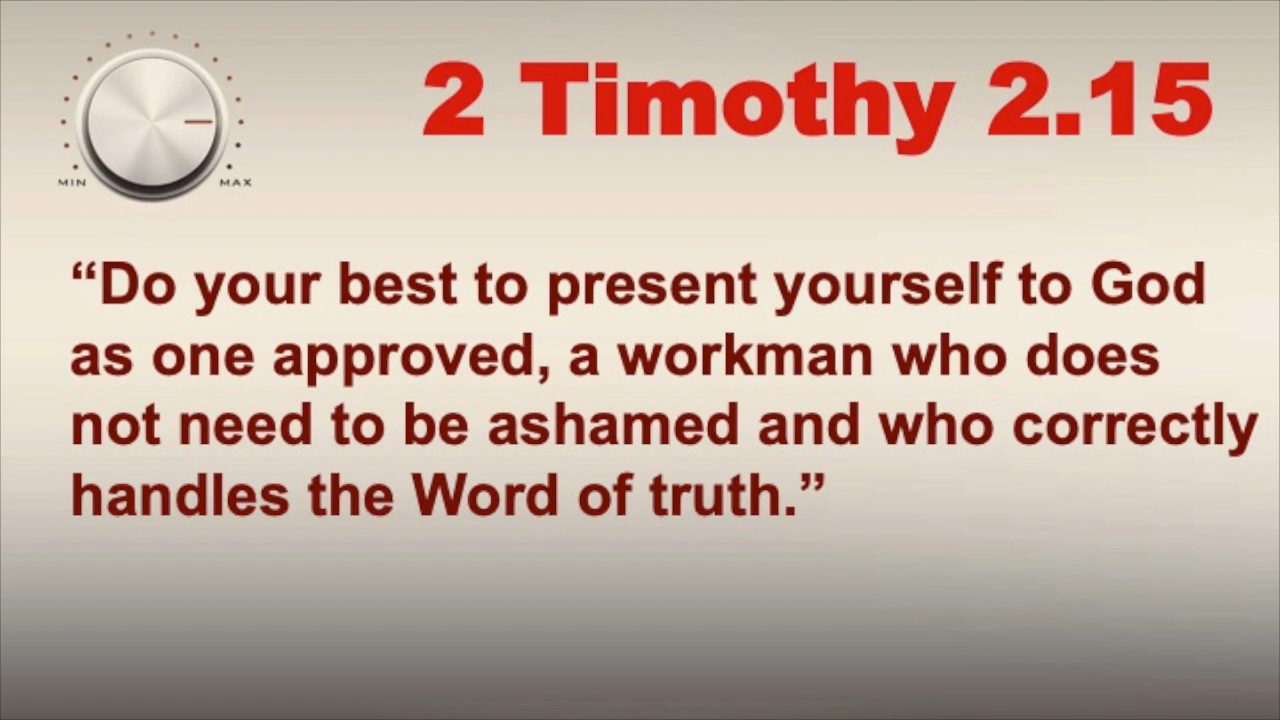 2 Timothy 2.15
MIN MAX
“Do your best to present yourself to God
as one approved, a workman who does
not need to be ashamed and who correctly
handles the Word of truth.”